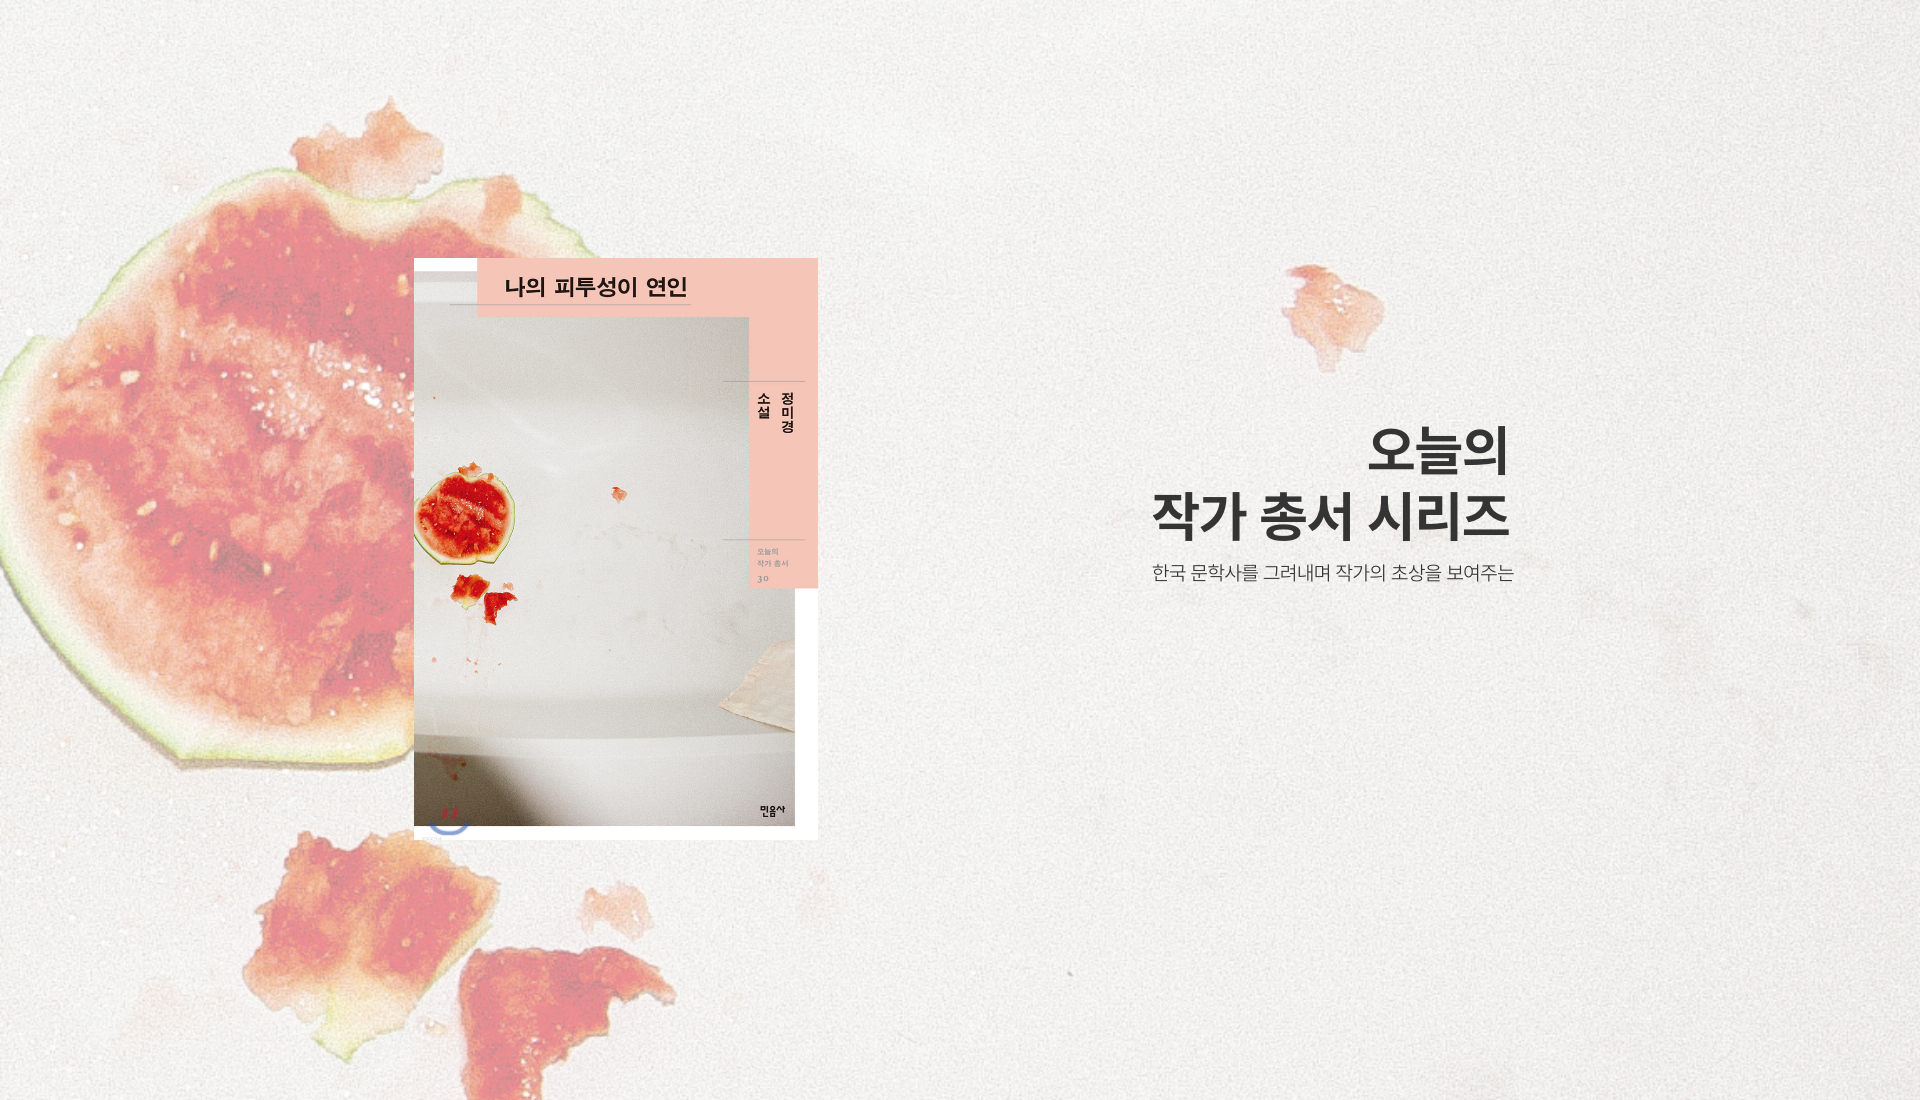 나의 피투성이 연인
정미경
소설
오늘의
작가 총서
30
민음사
오늘의
작가 총서 시리즈
한국 문학사를 그려내며 작가의 초상을 보여주는